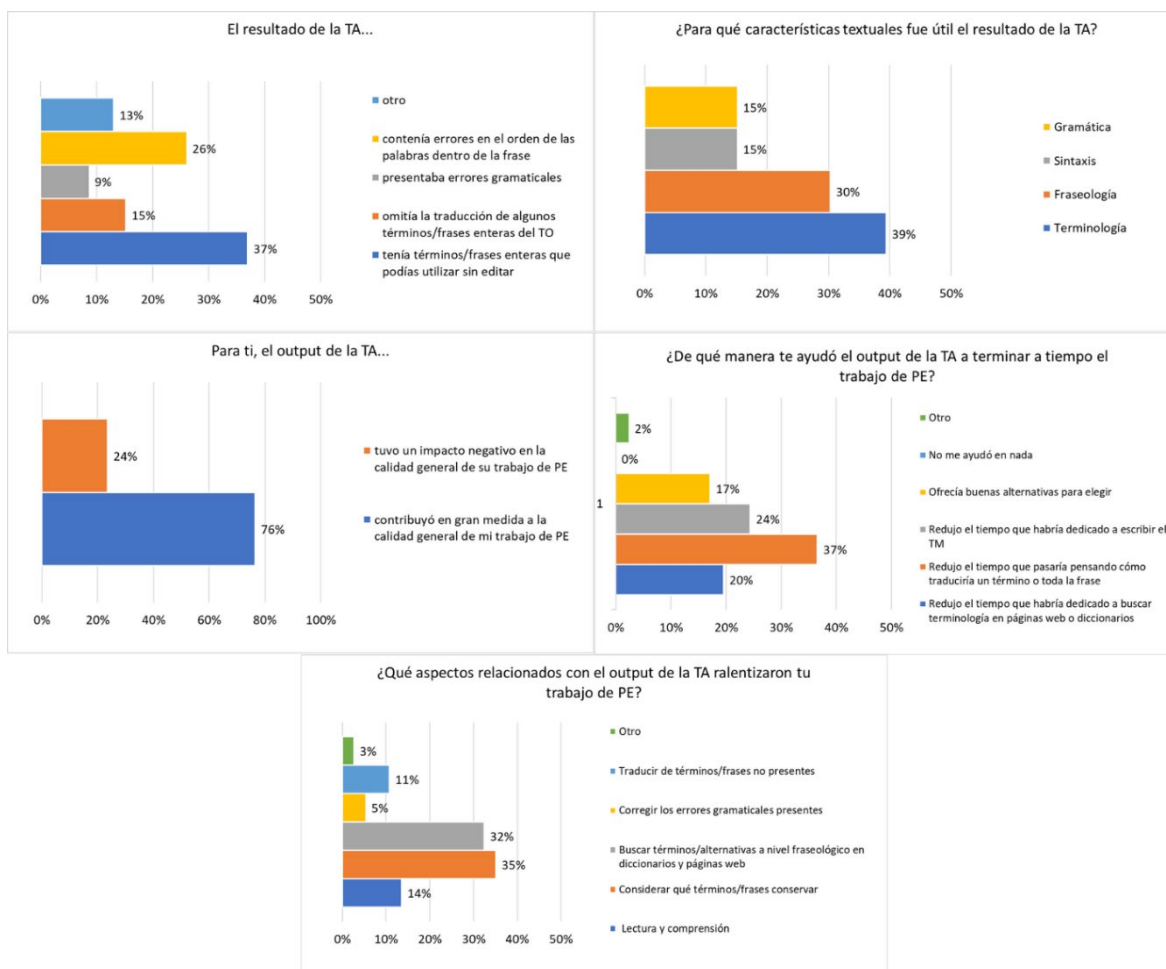 El resultado de la TA...
0% 10% 20% 30% 40% 50%
13%
26%
9%
15%
37%
otro
contenía errores en el orden de las
palabras dentro de la frase
presentaba errores gramaticales
omitía la traducción de algunos
términos/frases enteras del TO
tenía términos/frases enteras que
podías utilizar sin editar
0% 10% 20% 30% 40% 50%
¿Para qué características textuales fue útil el resultado de la TA?
0% 10% 20% 30% 40% 50%
15%
15%
30%
39%
Gramática
Sintaxis
Fraseología
Terminología
0% 10% 20% 30% 40% 50%
Para ti, el output de la TA...
24%
76%
tuvo un impacto negativo en la
calidad general de su trabajo de PE
contribuyó en gran medida a la
calidad general de mi trabajo de PE
0% 20% 40% 60% 80% 100%
¿De qué manera te ayudó el output de la TA a terminar a tiempo el
trabajo de PE?
1
2%
0%
17%
24%
37%
20%
Otro
No me ayudó en nada
Ofrecía buenas alternativas para elegir
Redujo el tiempo que habría dedicado a escribir el
TM
Redujo el tiempo que pasaría pensando cómo
traduciría un término o toda la frase
Redujo el tiempo que habría dedicado a buscar
terminología en páginas web o diccionarios
0% 10% 20% 30% 40% 50%
¿Qué aspectos relacionados con el output de la TA ralentizaron tu
trabajo de PE?
3%
11%
5%
32%
35%
14%
Otro
Traducir de términos/frases no presentes
Corregir los errores gramaticales presentes
Buscar términos/alternativas a nivel fraseológico en
diccionarios y páginas web
Considerar qué términos/frases conservar
Lectura y comprensión
0% 10% 20% 30% 40% 50%